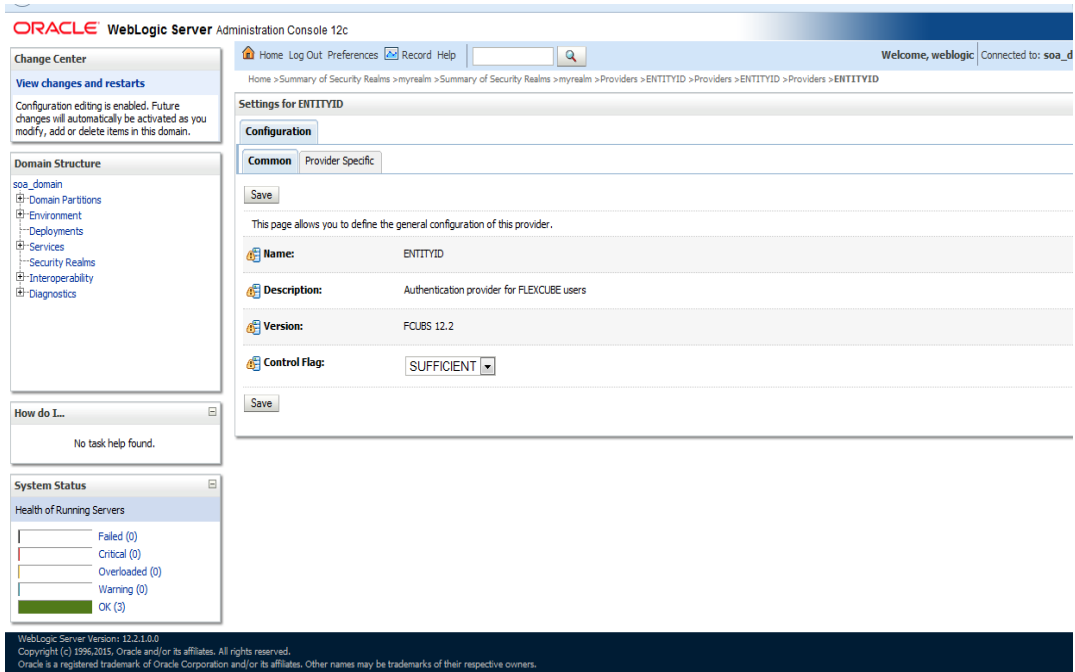 ORACLE WebLogic Server Administration Console 12c
Change Center
View changes and restarts
Configuration editing is enabled. Future
changes will automatically be activated as you
modify, add or delete items in this domain.
Domain Structure
soa_domain
Domain Partitions
Environment
Deployments
Services
Security Realms
Interoperability
Diagnostics
How do I...
No task help found.
System Status
Health of Running Servers
Failed (0)
Critical (0)
Overloaded (0)
Warning (0)
OK (3)
Home Log Out Preferences Record Help
Welcome, weblogic Connected to: soa_d
Home >Summary of Security Realms >myrealm >Summary of Security Realms >myrealm >Providers >ENTITYID >Providers >ENTITYID >Providers >ENTITYID
Settings for ENTITYID
Configuration
Common Provider Specific
Save
This page allows you to define the general configuration of this provider.
Name: ENTITYID
Description: Authentication provider for FLEXCUBE users
Version: FCUBS 12.2
Control Flag: SUFFICIENT
Save
WebLogic Server Version: 12.2.1.0.0
Copyright (c) 1996,2015, Oracle and/or its affiliates. All rights reserved.
Oracle is a registered trademark of Oracle Corporation and/or its affiliates. Other names may be trademarks of their respective owners.